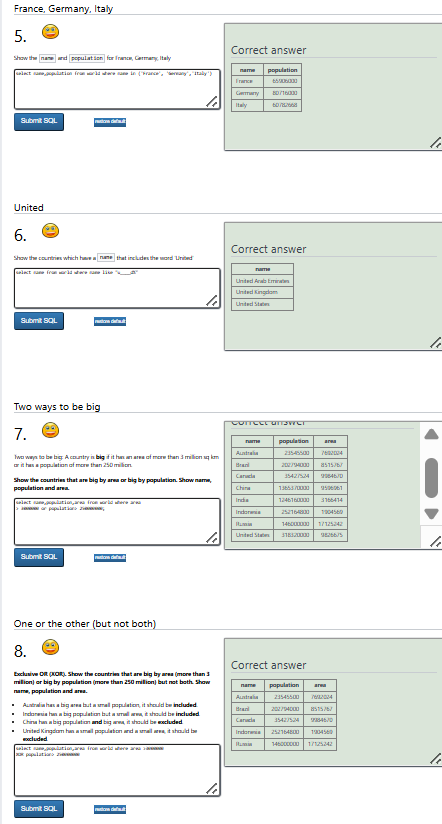 France, Germany, Italy
5.
Show the name and population for France, Germany, Italy
select name,population from world where name in ('France', 'Germany','Italy')
Submit SQL restore default
Correct answer
name population
France 65906000
Germany 80716000
Italy 60782668
United
6.
Show the countries which have a name that includes the word 'United'
select name from world where name like
Submit SQL restore default
Correct answer
name
United Arab Emirates
United Kingdom
United States
Two ways to be big
7.
Two ways to be big: A country is big if it has an area of more than 3 million sq km
or it has a population of more than 250 million.
Show the countries that are big by area or big by population. Show name,
population and area.
select name,population,area from world where area
> 3000000 or population> 250000000;
Submit SQL restore default
Correct answer
name population area
Australia 23545500 7692024
Brazil 202794000 8515767
Canada 35427524 9984670
China 1365370000 9596961
India 1246160000 3166414
Indonesia 252164800 1904569
Russia 146000000 17125242
United States 318320000 9826675
One or the other (but not both)
8.
Exclusive OR (XOR). Show the countries that are big by area (more than 3
million) or big by population (more than 250 million) but not both. Show
name, population and area.
• Australia has a big area but a small population, it should be included.
• Indonesia has a big population but a small area, it should be included.
• China has a big population and big area, it should be excluded.
• United Kingdom has a small population and a small area, it should be
excluded.
select name,population,area from world where area >3000000
XOR population> 250000000
Submit SQL restore default
Correct answer
name population area
Australia 23545500 7692024
Brazil 202794000 8515767
Canada 35427524 9984670
Indonesia 252164800 1904569
Russia 146000000 17125242